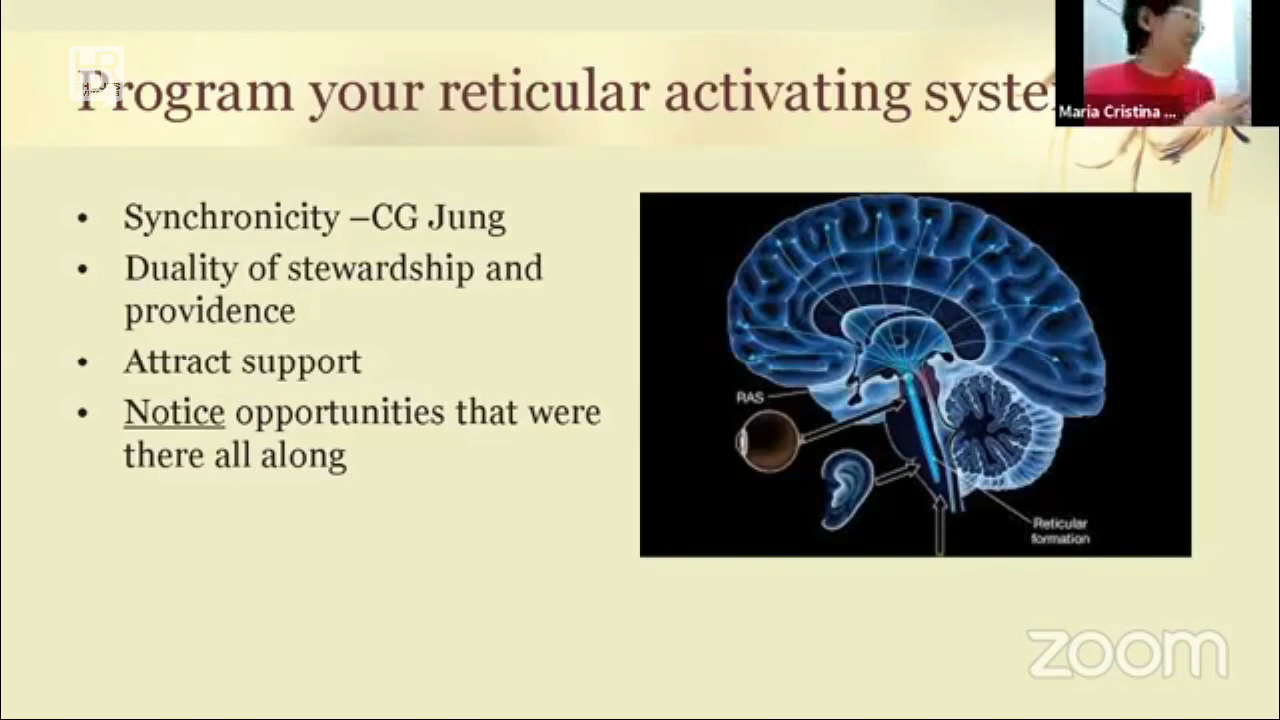 Program your reticular activating syste
Maria Cristina ...
• Synchronicity –CG Jung
• Duality of stewardship and
providence
• Attract support
• Notice opportunities that were
there all along
RAS
Reticular
formation
zoom